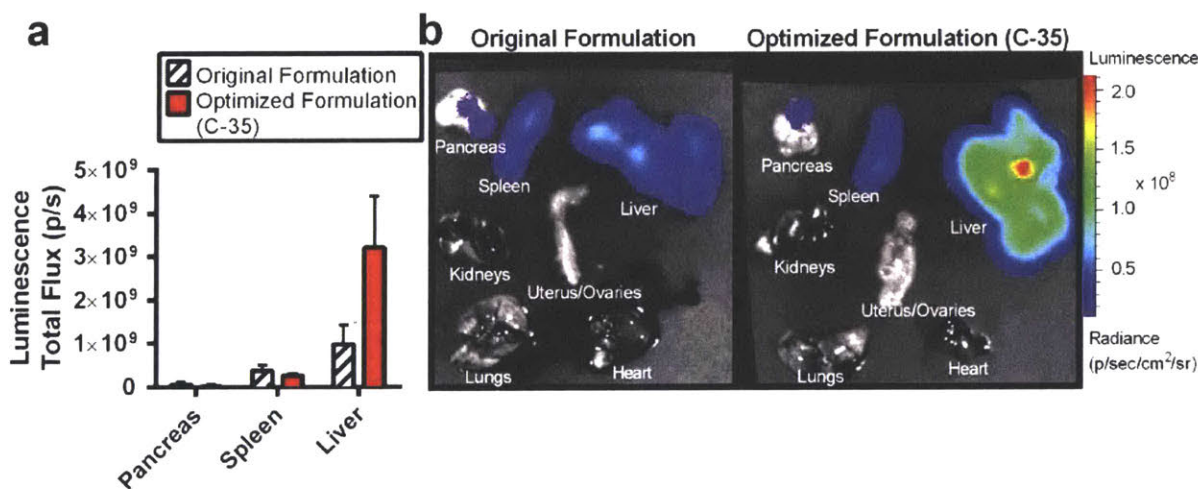 a
Original Formulation
Optimized Formulation
(C-35)
Luminescence
Total Flux (p/s)
5×10⁹
4×10⁹
3×10⁹
2×10⁹
1×10⁹
0
Pancreas
Spleen
Liver
b
Original Formulation
Pancreas
Spleen
Liver
Kidneys
Uterus/Ovaries
Lungs
Heart
Optimized Formulation (C-35)
Pancreas
Spleen
Liver
Kidneys
Uterus/Ovaries
Lungs
Heart
Luminescence
2.0
1.5
× 10⁸
1.0
0.5
Radiance
(p/sec/cm²/sr)